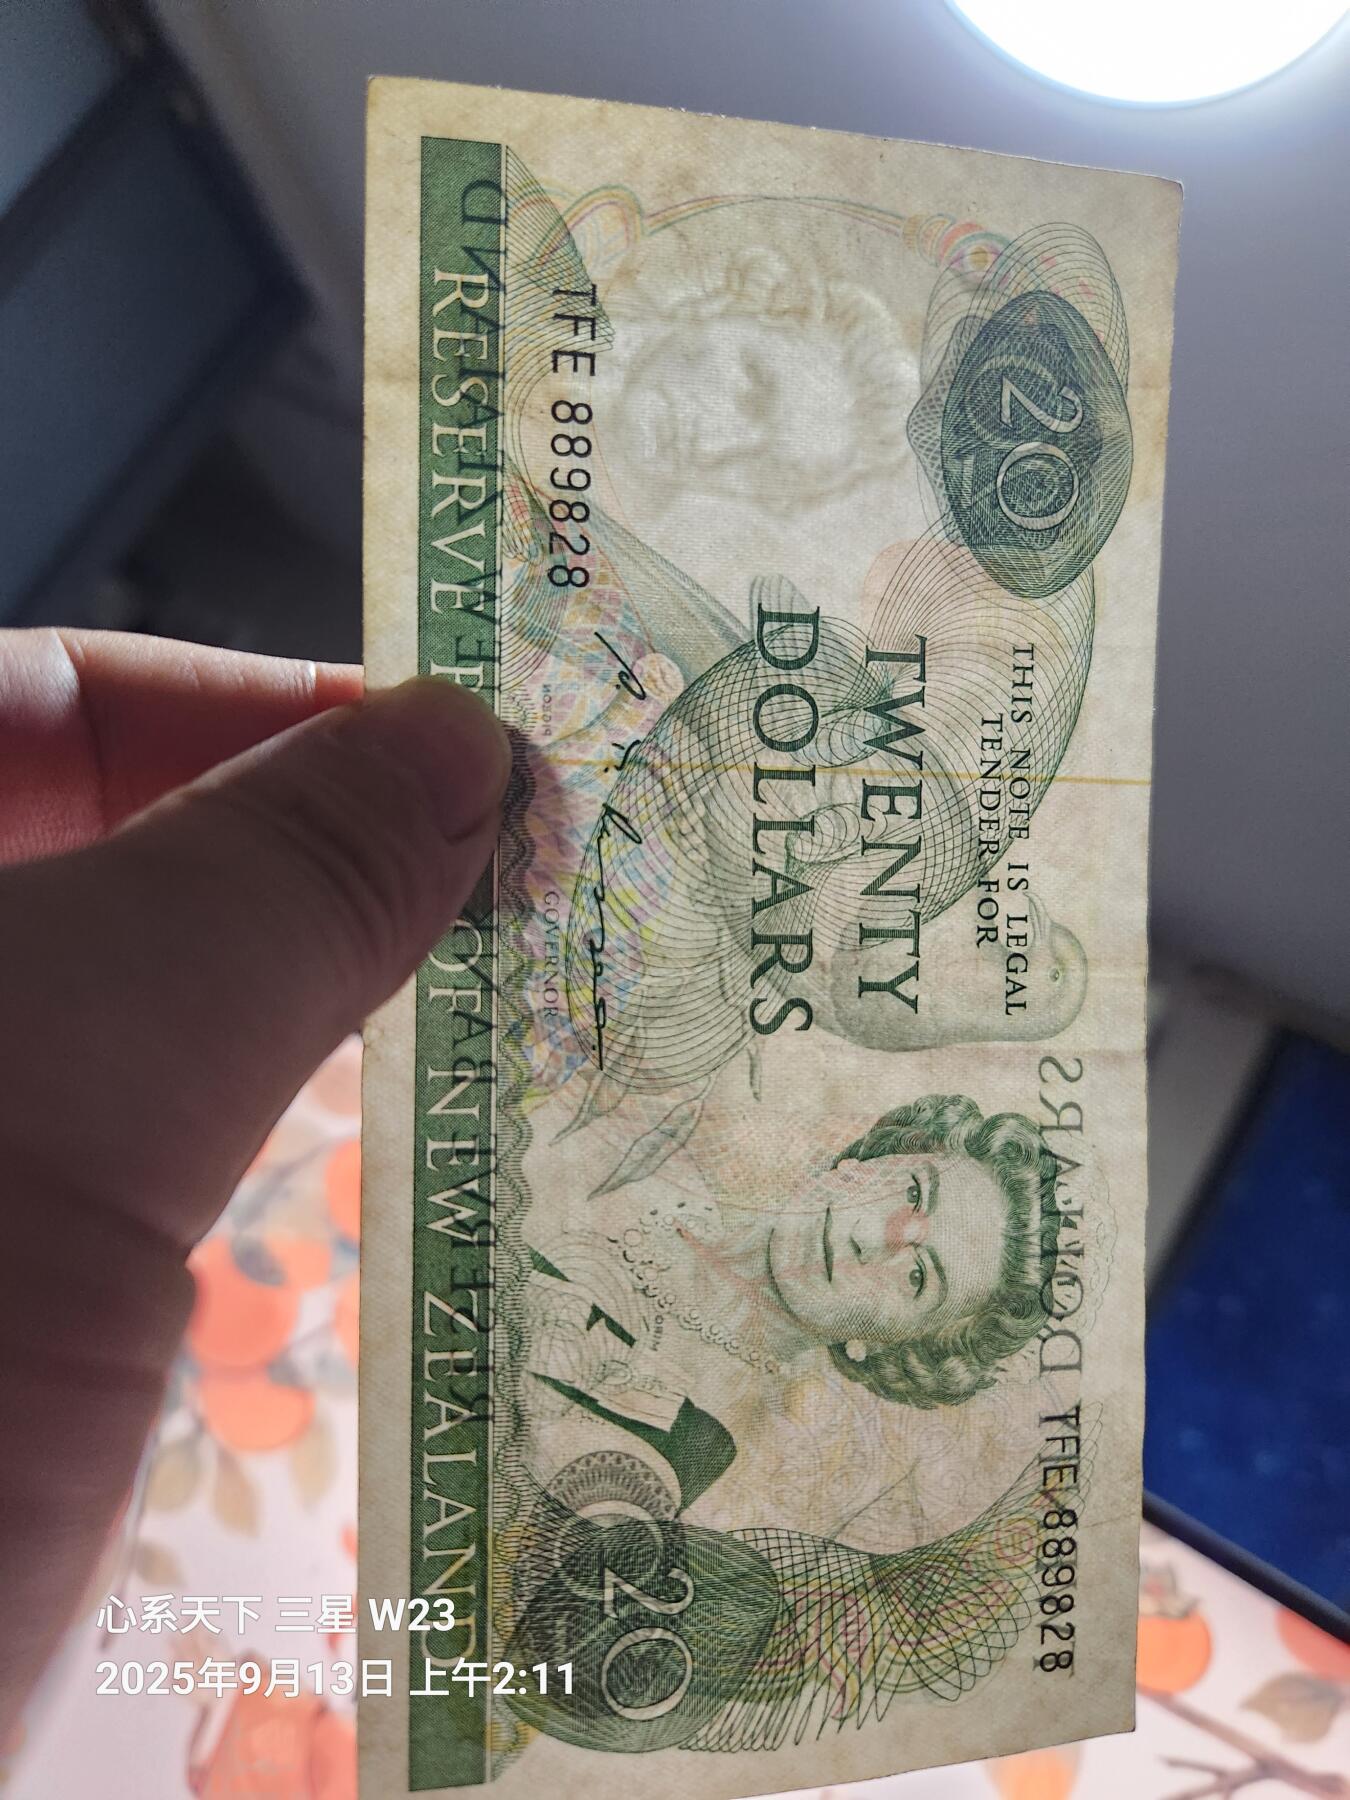 RESERVE B OF NEW ZEALAND
TFE 889828
THIS NOTE IS LEGAL
TENDER FOR
TWENTY
DOLLARS
GOVERNOR
20
20
TFE 889828
DOLLARS
心系天下 三星 W23
2025年9月13日 上午2:11